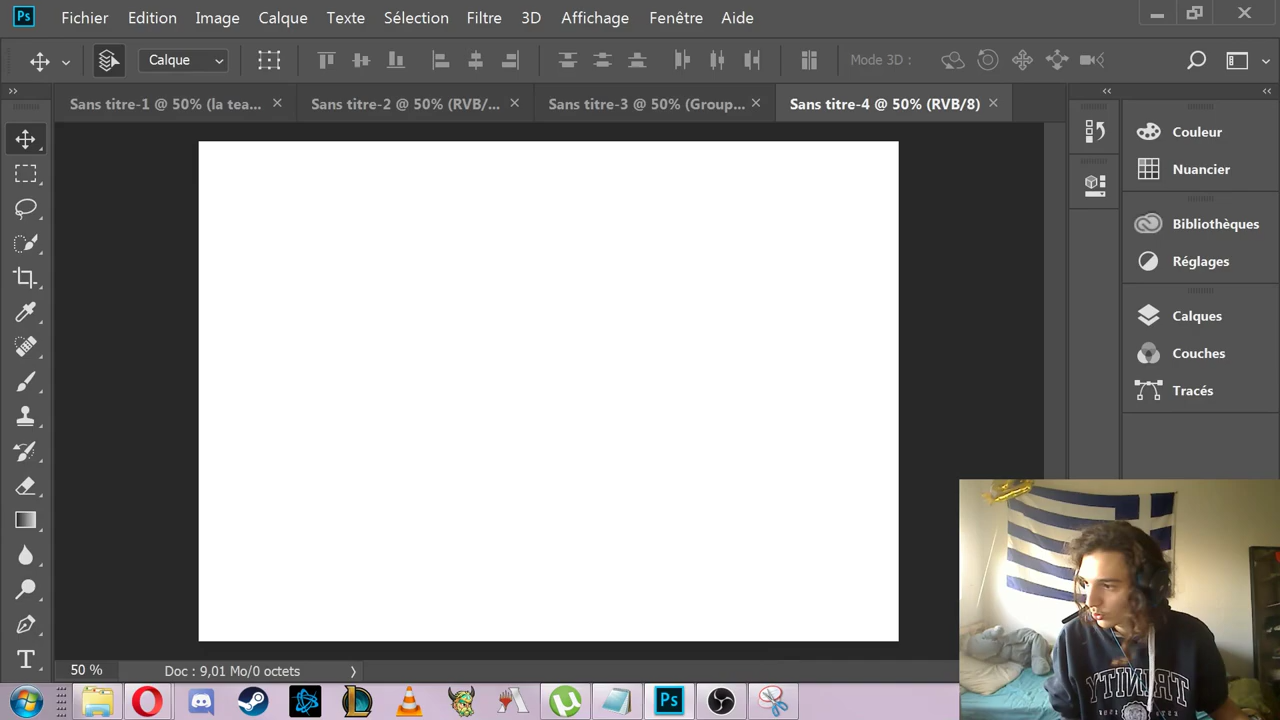 Ps Fichier Edition Image Calque Texte Sélection Filtre 3D Affichage Fenêtre Aide
Calque Mode 3D :
Sans titre-1 @ 50% (la tea... Sans titre-2 @ 50% (RVB/... Sans titre-3 @ 50% (Group... Sans titre-4 @ 50% (RVB/8)
Couleur
Nuancier
Bibliothèques
Réglages
Calques
Couches
Tracés
T
50 % Doc : 9,01 Mo/0 octets
Ps